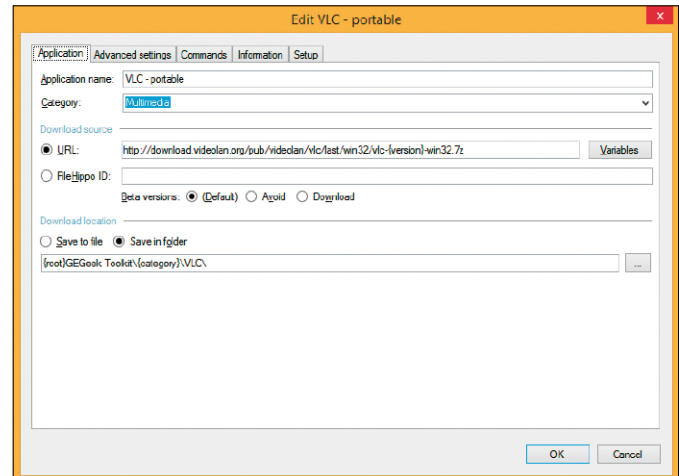 Edit VLC - portable
x
Application Advanced settings Commands Information Setup
Application name: VLC - portable
Category: Multimedia
Download source
URL: http://download.videolan.org/pub/videolan/vlc/last/win32/vlc-{version}-win32.7z Variables
FileHippo ID:
Beta versions: (Default) Avoid Download
Download location
Save to file Save in folder
{root}GEGeek Toolkit\{category}\VLC\ ...
OK Cancel